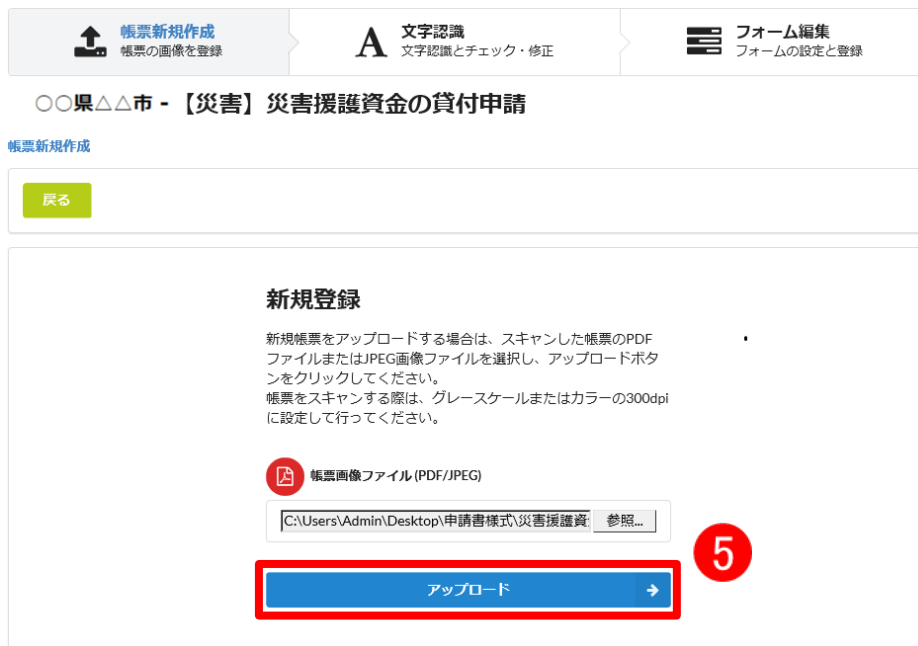 帳票新規作成
帳票の画像を登録
文字認識
文字認識とチェック・修正
フォーム編集
フォームの設定と登録
○○県△△市 - 【災害】災害援護資金の貸付申請
帳票新規作成
戻る
新規登録
新規帳票をアップロードする場合は、スキャンした帳票のPDF
ファイルまたはJPEG画像ファイルを選択し、アップロードボタ
ンをクリックしてください。
帳票をスキャンする際は、グレースケールまたはカラーの300dpi
に設定して行ってください。
帳票画像ファイル(PDF/JPEG)
C:\Users\Admin\Desktop\申請書様式\災害援護資 参照...
アップロード
5